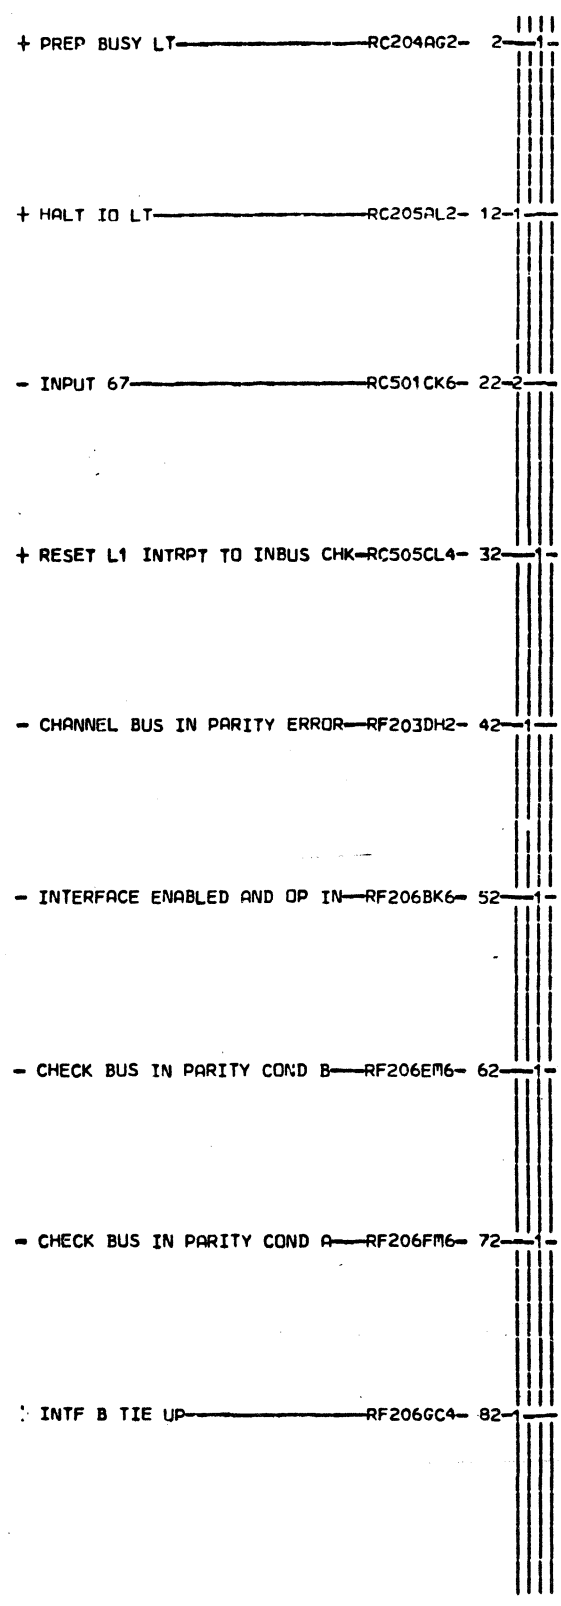 + PREP BUSY LT RC204AG2- 2 1
+ HALT IO LT RC205AL2- 12-1
- INPUT 67 RC501CK6- 22-2
+ RESET L1 INTRPT TO INBUS CHK-RC505CL4- 32 1
- CHANNEL BUS IN PARITY ERROR RF203DH2- 42 1
- INTERFACE ENABLED AND OP IN RF206BK6- 52 1
- CHECK BUS IN PARITY COND B RF206EM6- 62 1
- CHECK BUS IN PARITY COND A RF206FM6- 72 1
INTF B TIE UP RF206GC4- 82-1